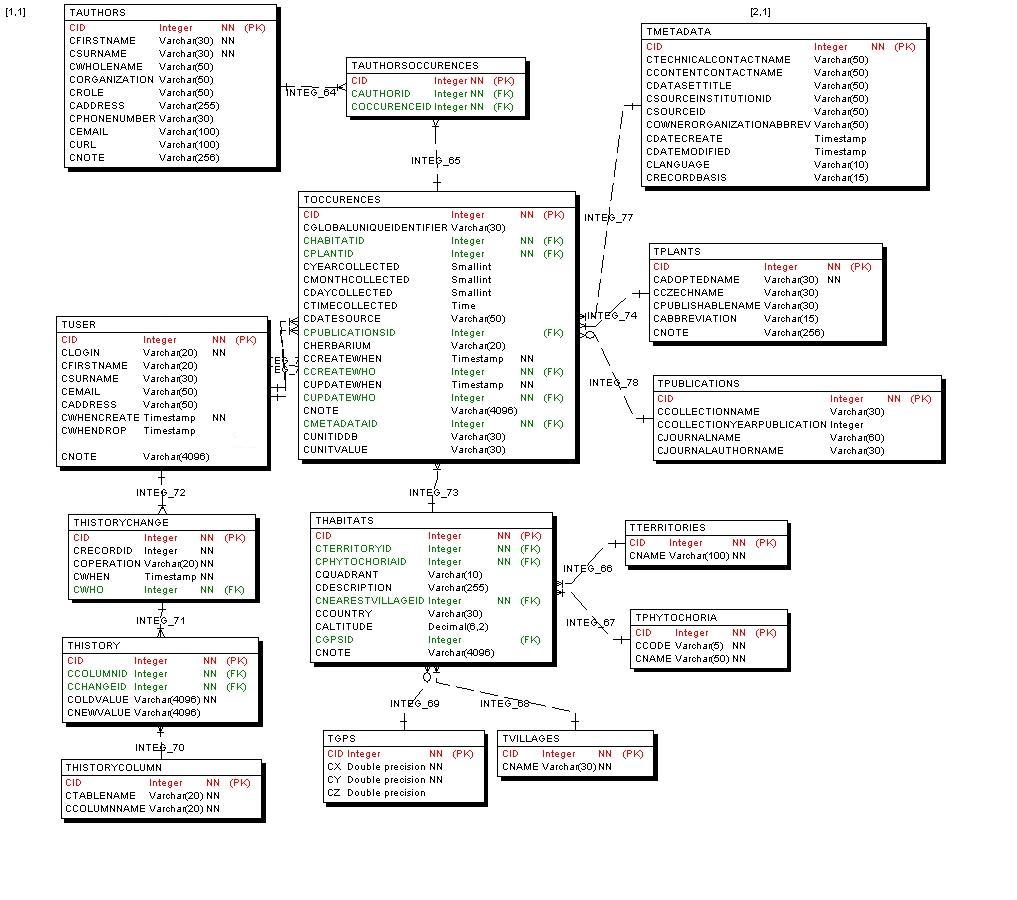 [1,1]
[2,1]
TAUTHORS
CID Integer NN (PK)
CFIRSTNAME Varchar(30) NN
CSURNAME Varchar(30) NN
CWHOLENAME Varchar(50)
CORGANIZATION Varchar(50)
CROLE Varchar(50)
CADDRESS Varchar(255)
CPHONENUMBER Varchar(30)
CEMAIL Varchar(100)
CURL Varchar(100)
CNOTE Varchar(256)
INTEG_64
TAUTHORSOCCURENCES
CID Integer NN (PK)
CAUTHORID Integer NN (FK)
COCCURENCEID Integer NN (FK)
INTEG_65
TMETADATA
CID Integer NN (PK)
CTECHNICALCONTACTNAME Varchar(50)
CCONTENTCONTACTNAME Varchar(50)
CDATASETTITLE Varchar(50)
CSOURCEINSTITUTIONID Varchar(50)
CSOURCEID Varchar(50)
COWNERORGANIZATIONABBREV Varchar(50)
CDATECREATE Timestamp
CDATEMODIFIED Timestamp
CLANGUAGE Varchar(10)
CRECORDBASIS Varchar(15)
INTEG_77
TOCCURENCES
CID Integer NN (PK)
CGLOBALUNIQUEIDENTIFIER Varchar(30)
CHABITATID Integer NN (FK)
CPLANTID Integer NN (FK)
CYEARCOLLECTED Smallint
CMONTHCOLLECTED Smallint
CDAYCOLLECTED Smallint
CTIMECOLLECTED Time
CDATESOURCE Varchar(50)
CPUBLICATIONSID Integer (FK)
CHERBARIUM Varchar(20)
CCREATEWHEN Timestamp NN
CCREATEWHO Integer NN (FK)
CUPDATEWHEN Timestamp NN
CUPDATEWHO Integer NN (FK)
CNOTE Varchar(4096)
CMETADATAID Integer NN (FK)
CUNITIDDB Varchar(30)
CUNITVALUE Varchar(30)
TPLANTS
CID Integer NN (PK)
CADOPTEDNAME Varchar(30) NN
CCZECHNAME Varchar(30)
CPUBLISHABLENAME Varchar(30)
CABBREVIATION Varchar(15)
CNOTE Varchar(256)
INTEG_74
INTEG_78
TPUBLICATIONS
CID Integer NN (PK)
CCOLLECTIONNAME Varchar(30)
CCOLLECTIONYEARPUBLICATION Integer
CJOURNALNAME Varchar(60)
CJOURNALAUTHORNAME Varchar(30)
TUSER
CID Integer NN (PK)
CLOGIN Varchar(20) NN
CFIRSTNAME Varchar(20)
CSURNAME Varchar(30)
CEMAIL Varchar(50)
CADDRESS Varchar(50)
CWHENCREATE Timestamp NN
CWHENDROP Timestamp
CNOTE Varchar(4096)
INTEG_72
INTEG_73
THISTORYCHANGE
CID Integer NN (PK)
CRECORDID Integer NN
COPERATION Varchar(20) NN
CWHEN Timestamp NN
CWHO Integer NN (FK)
INTEG_71
THABITATS
CID Integer NN (PK)
CTERRITORYID Integer NN (FK)
CPHYTOCHORIAID Integer NN (FK)
CQUADRANT Varchar(10)
CDESCRIPTION Varchar(255)
CNEARESTVILLAGEID Integer NN (FK)
CCOUNTRY Varchar(30)
CALTITUDE Decimal(6,2)
CGPSID Integer (FK)
CNOTE Varchar(4096)
TTERRITORIES
CID Integer NN (PK)
CNAME Varchar(100) NN
INTEG_66
INTEG_67
TPHYTOCHORIA
CID Integer NN (PK)
CCODE Varchar(5) NN
CNAME Varchar(50) NN
THISTORY
CID Integer NN (PK)
CCOLUMNID Integer NN (FK)
CCHANGEID Integer NN (FK)
COLDVALUE Varchar(4096) NN
CNEWVALUE Varchar(4096)
INTEG_70
INTEG_69
INTEG_68
THISTORYCOLUMN
CID Integer NN (PK)
CTABLENAME Varchar(20) NN
CCOLUMNNAME Varchar(20) NN
TGPS
CID Integer NN (PK)
CX Double precision NN
CY Double precision NN
CZ Double precision
TVILLAGES
CID Integer NN (PK)
CNAME Varchar(30) NN